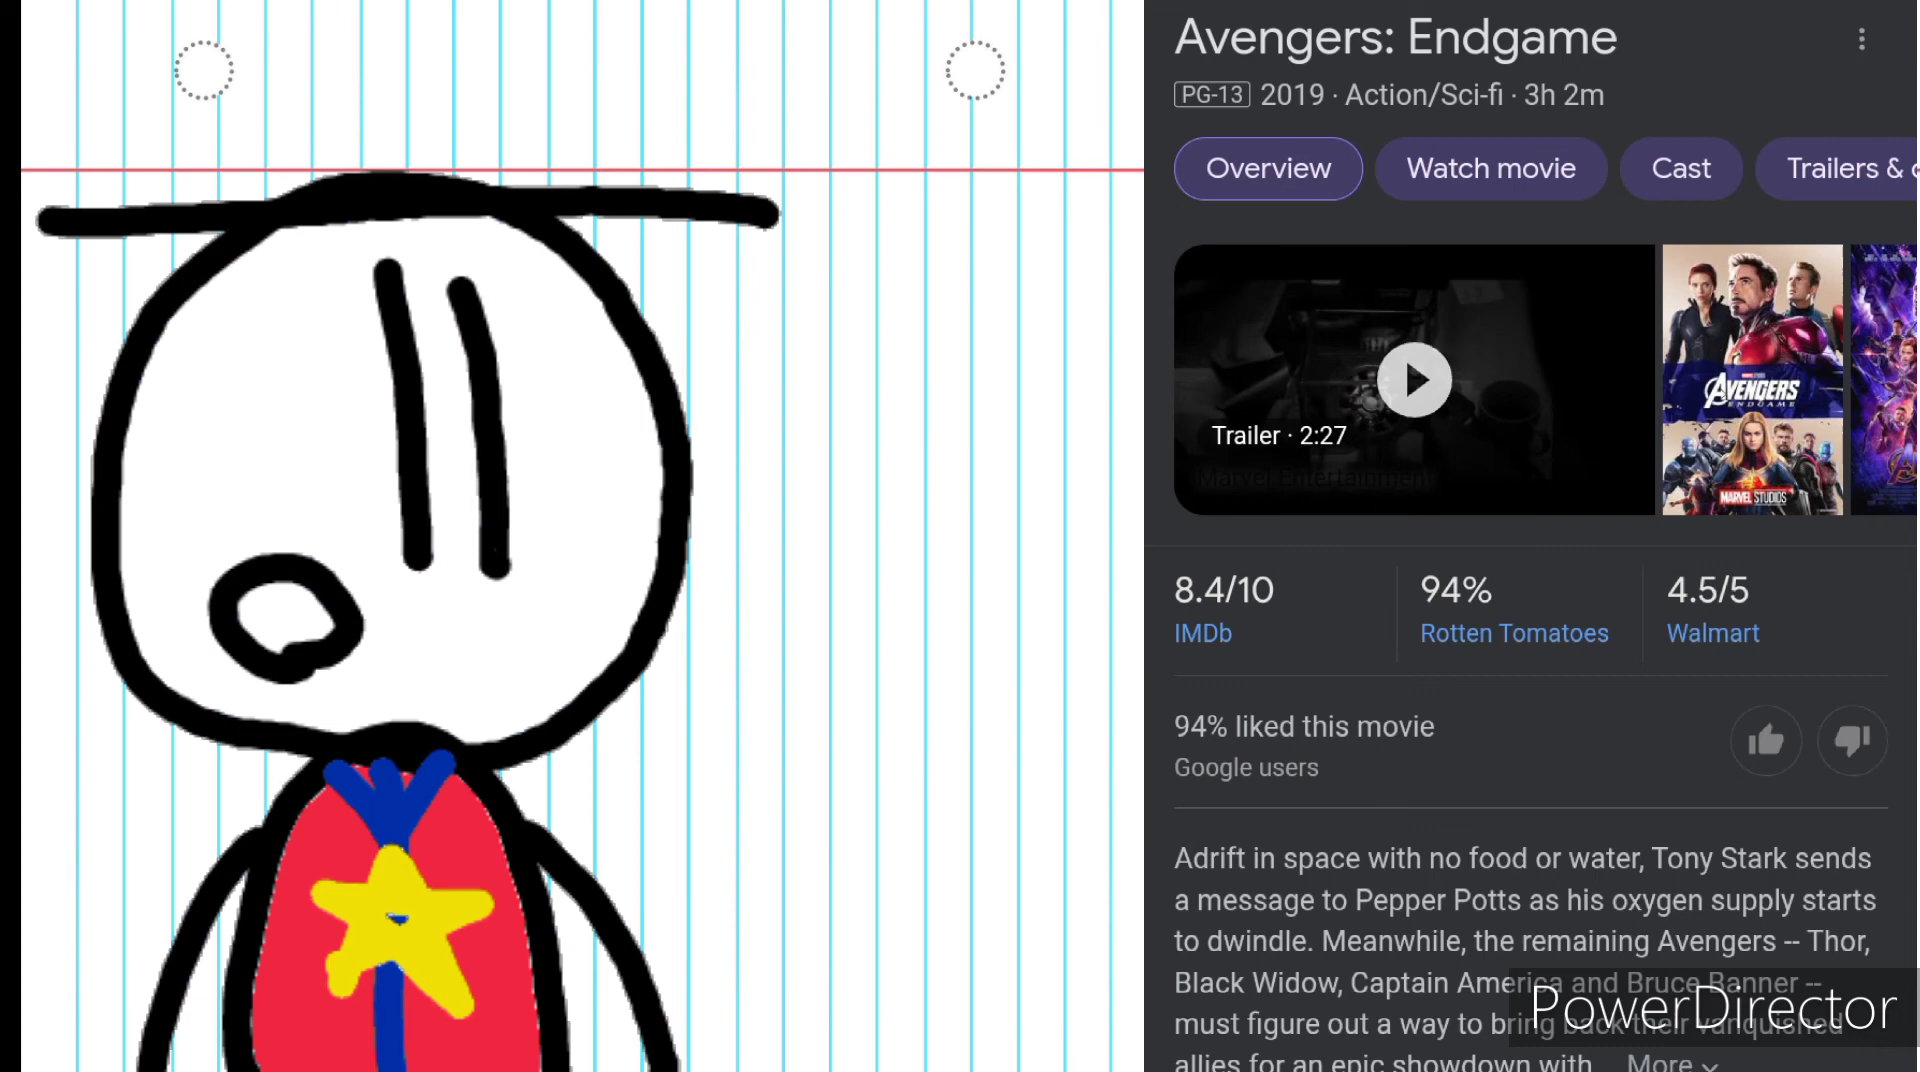 Avengers: Endgame
PG-13 2019 · Action/Sci-fi · 3h 2m
Overview Watch movie Cast Trailers &
Trailer · 2:27
Marvel Entertainment
AVENGERS
ENDGAME
MARVEL STUDIOS
8.4/10 94% 4.5/5
IMDb Rotten Tomatoes Walmart
94% liked this movie
Google users
Adrift in space with no food or water, Tony Stark sends
a message to Pepper Potts as his oxygen supply starts
to dwindle. Meanwhile, the remaining Avengers -- Thor,
Black Widow, Captain America and Bruce Banner --
must figure out a way to bring back their vanquished
allies for an epic showdown with ... More
PowerDirector